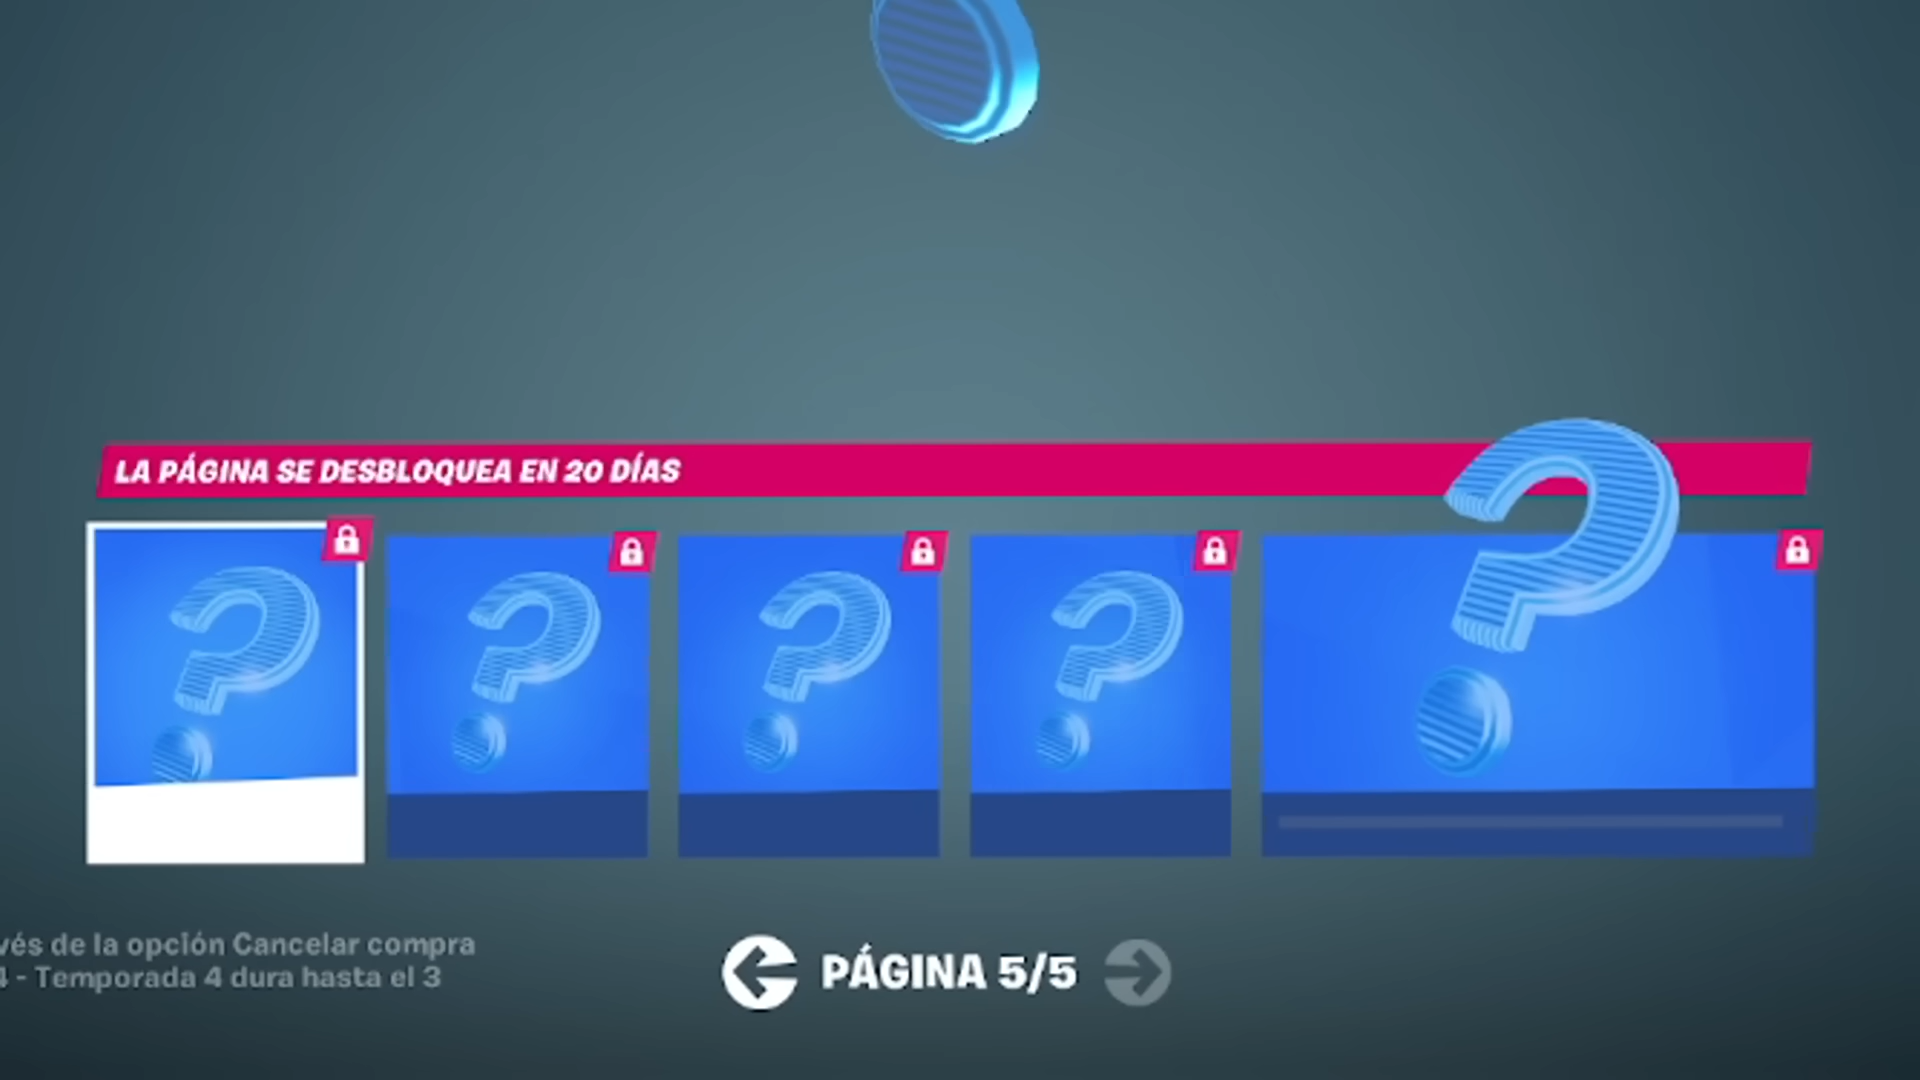 LA PÁGINA SE DESBLOQUEA EN 20 DÍAS
vés de la opción Cancelar compra
4 - Temporada 4 dura hasta el 3
PÁGINA 5/5